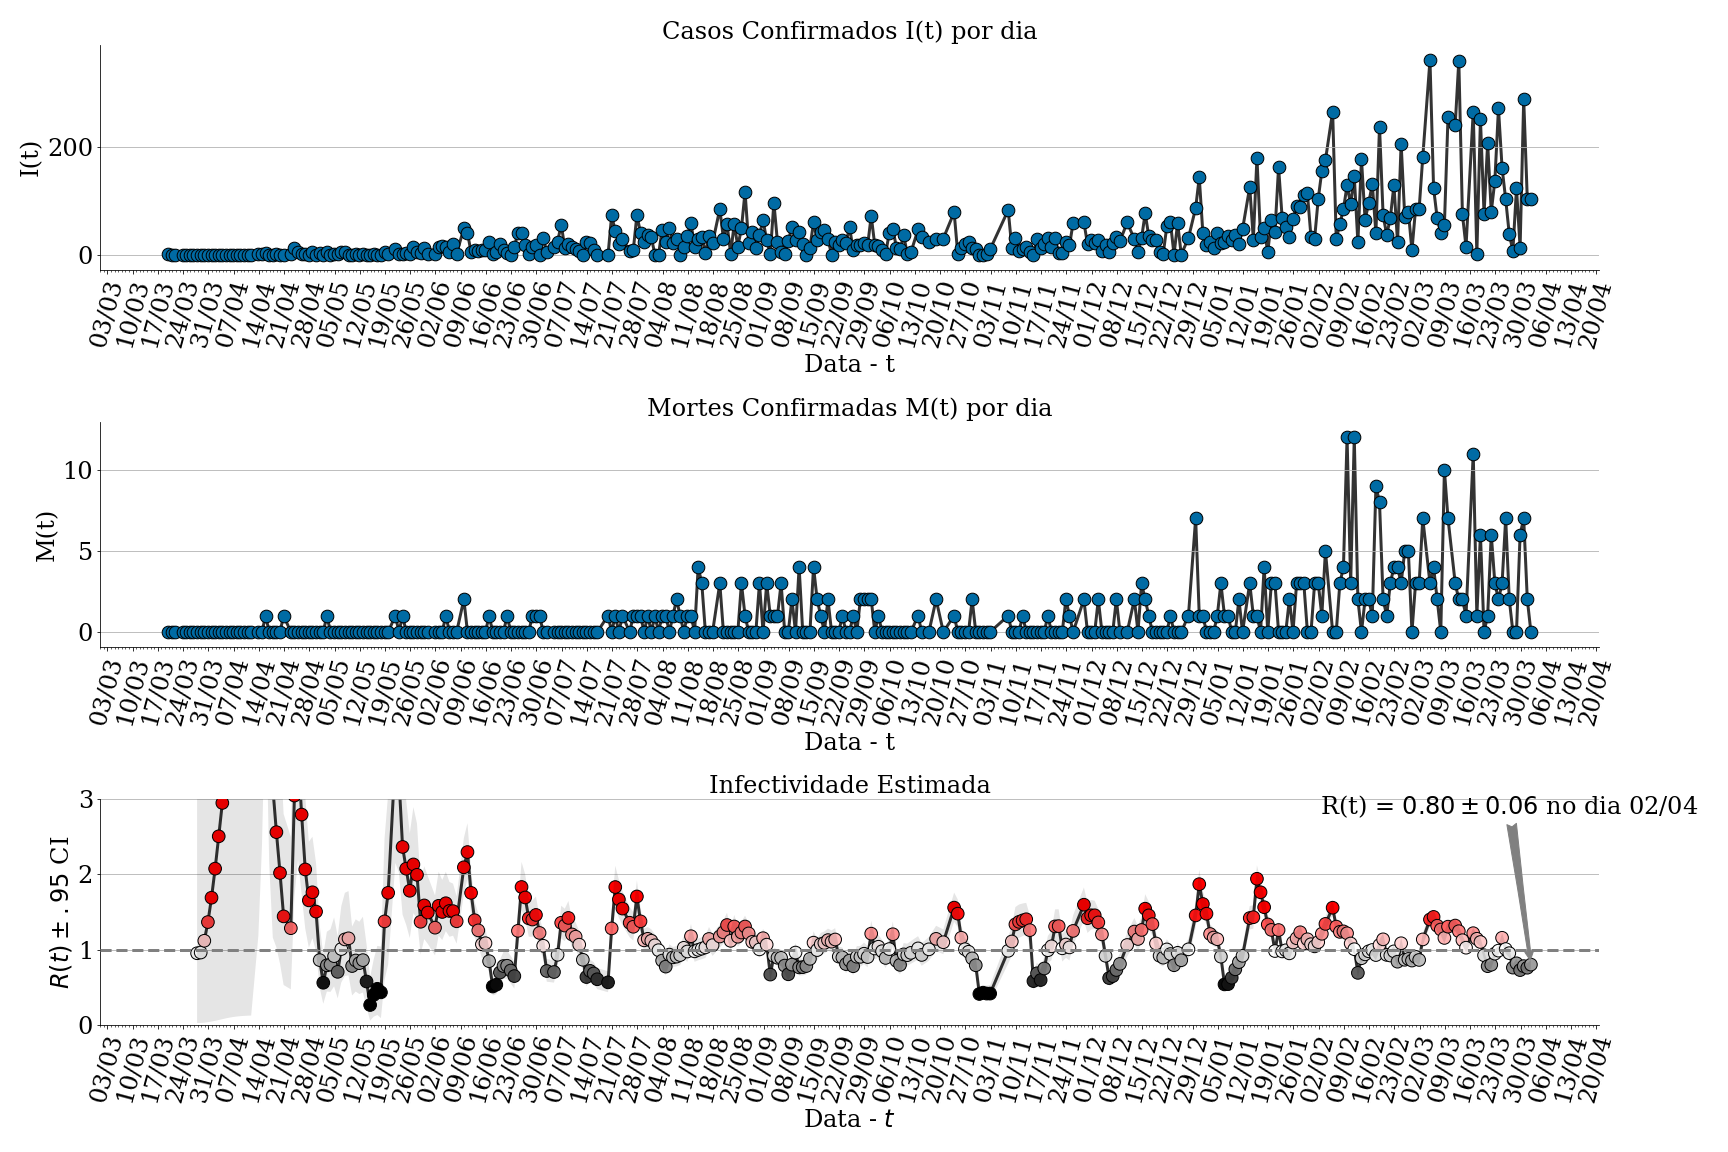 Casos Confirmados I(t) por dia
I(t)
200
0
03/03 10/03 17/03 24/03 31/03 07/04 14/04 21/04 28/04 05/05 12/05 19/05 26/05 02/06 09/06 16/06 23/06 30/06 07/07 14/07 21/07 28/07 04/08 11/08 18/08 25/08 01/09 08/09 15/09 22/09 29/09 06/10 13/10 20/10 27/10 03/11 10/11 17/11 24/11 01/12 08/12 15/12 22/12 29/12 05/01 12/01 19/01 26/01 02/02 09/02 16/02 23/02 02/03 09/03 16/03 23/03 30/03 06/04 13/04 20/04
Data - t
Mortes Confirmadas M(t) por dia
M(t)
10
5
0
03/03 10/03 17/03 24/03 31/03 07/04 14/04 21/04 28/04 05/05 12/05 19/05 26/05 02/06 09/06 16/06 23/06 30/06 07/07 14/07 21/07 28/07 04/08 11/08 18/08 25/08 01/09 08/09 15/09 22/09 29/09 06/10 13/10 20/10 27/10 03/11 10/11 17/11 24/11 01/12 08/12 15/12 22/12 29/12 05/01 12/01 19/01 26/01 02/02 09/02 16/02 23/02 02/03 09/03 16/03 23/03 30/03 06/04 13/04 20/04
Data - t
Infectividade Estimada
R(t) ± .95 CI
3
2
1
0
R(t) = 0.80 ± 0.06 no dia 02/04
03/03 10/03 17/03 24/03 31/03 07/04 14/04 21/04 28/04 05/05 12/05 19/05 26/05 02/06 09/06 16/06 23/06 30/06 07/07 14/07 21/07 28/07 04/08 11/08 18/08 25/08 01/09 08/09 15/09 22/09 29/09 06/10 13/10 20/10 27/10 03/11 10/11 17/11 24/11 01/12 08/12 15/12 22/12 29/12 05/01 12/01 19/01 26/01 02/02 09/02 16/02 23/02 02/03 09/03 16/03 23/03 30/03 06/04 13/04 20/04
Data - t